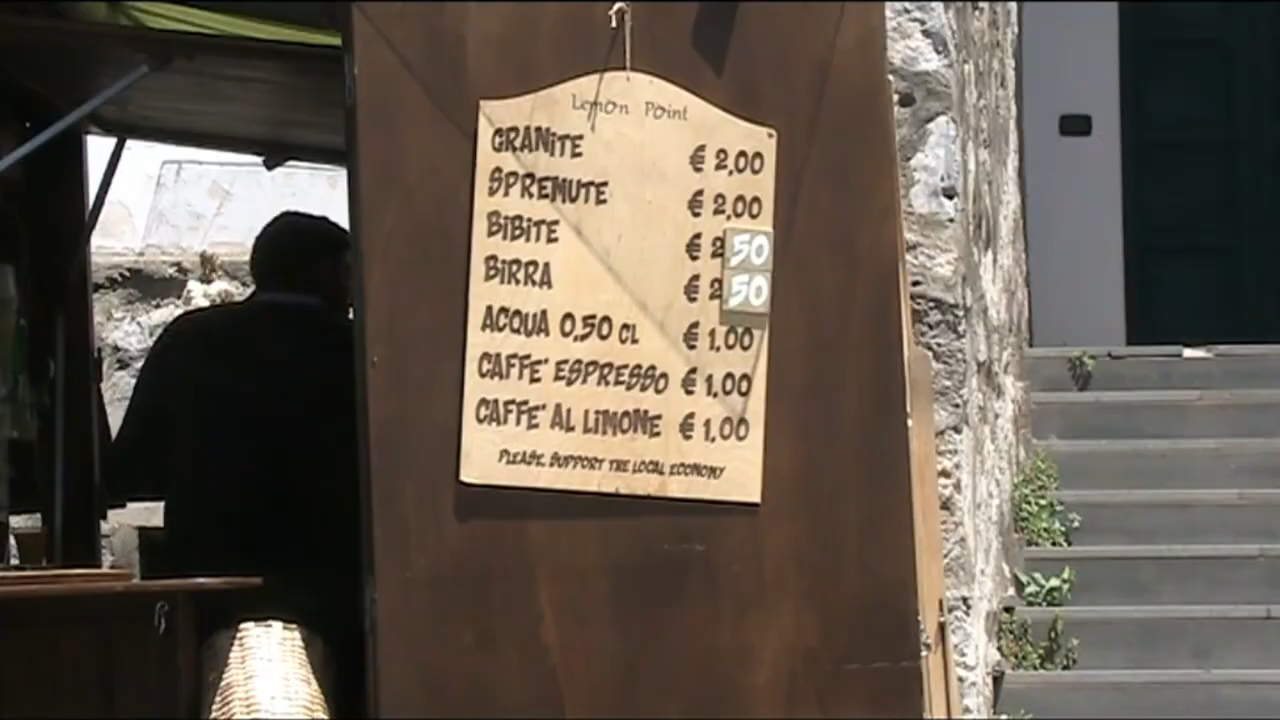 Lemon Point
GRANiTE € 2,00
SPREMUTE € 2,00
BiBiTE € 2 50
BiRRA € 2 50
ACQUA 0,50 CL € 1,00
CAFFE' ESPRESSO € 1,00
CAFFE' AL LiMONE € 1,00
PLEASE, SUPPORT THE LOCAL ECONOMY